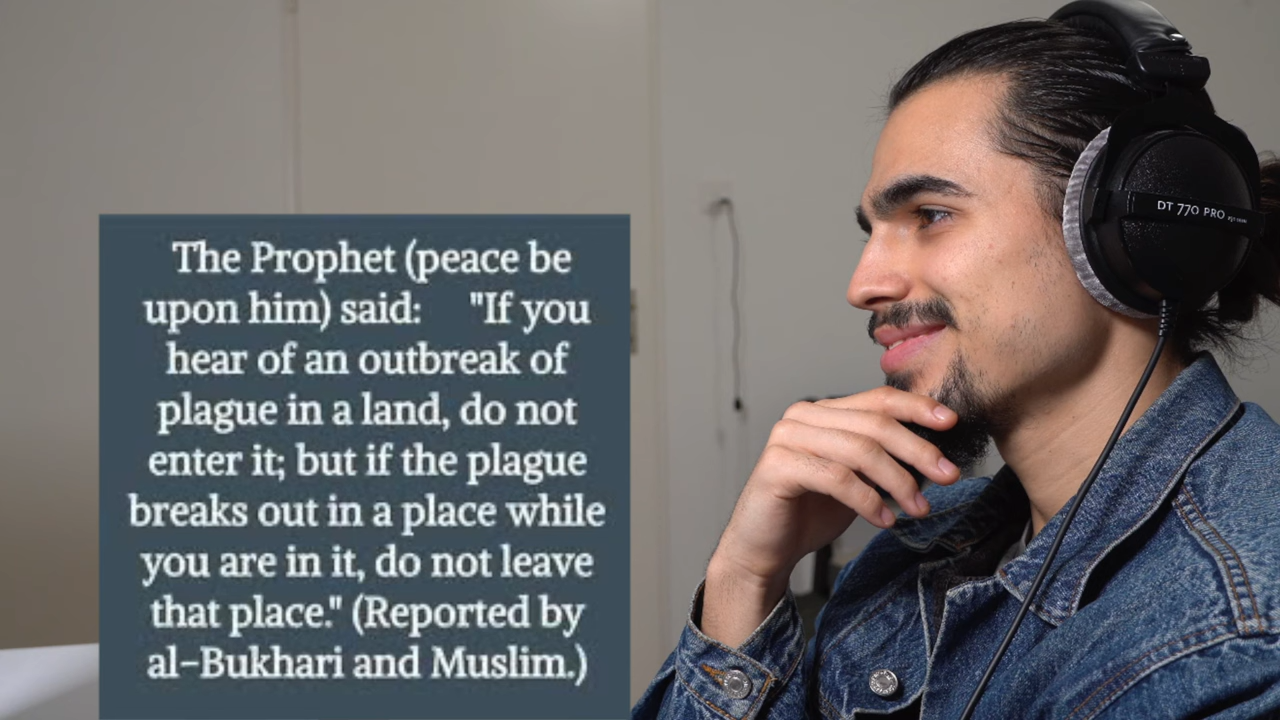 The Prophet (peace be
upon him) said: "If you
hear of an outbreak of
plague in a land, do not
enter it; but if the plague
breaks out in a place while
you are in it, do not leave
that place." (Reported by
al-Bukhari and Muslim.)
DT 770 PRO